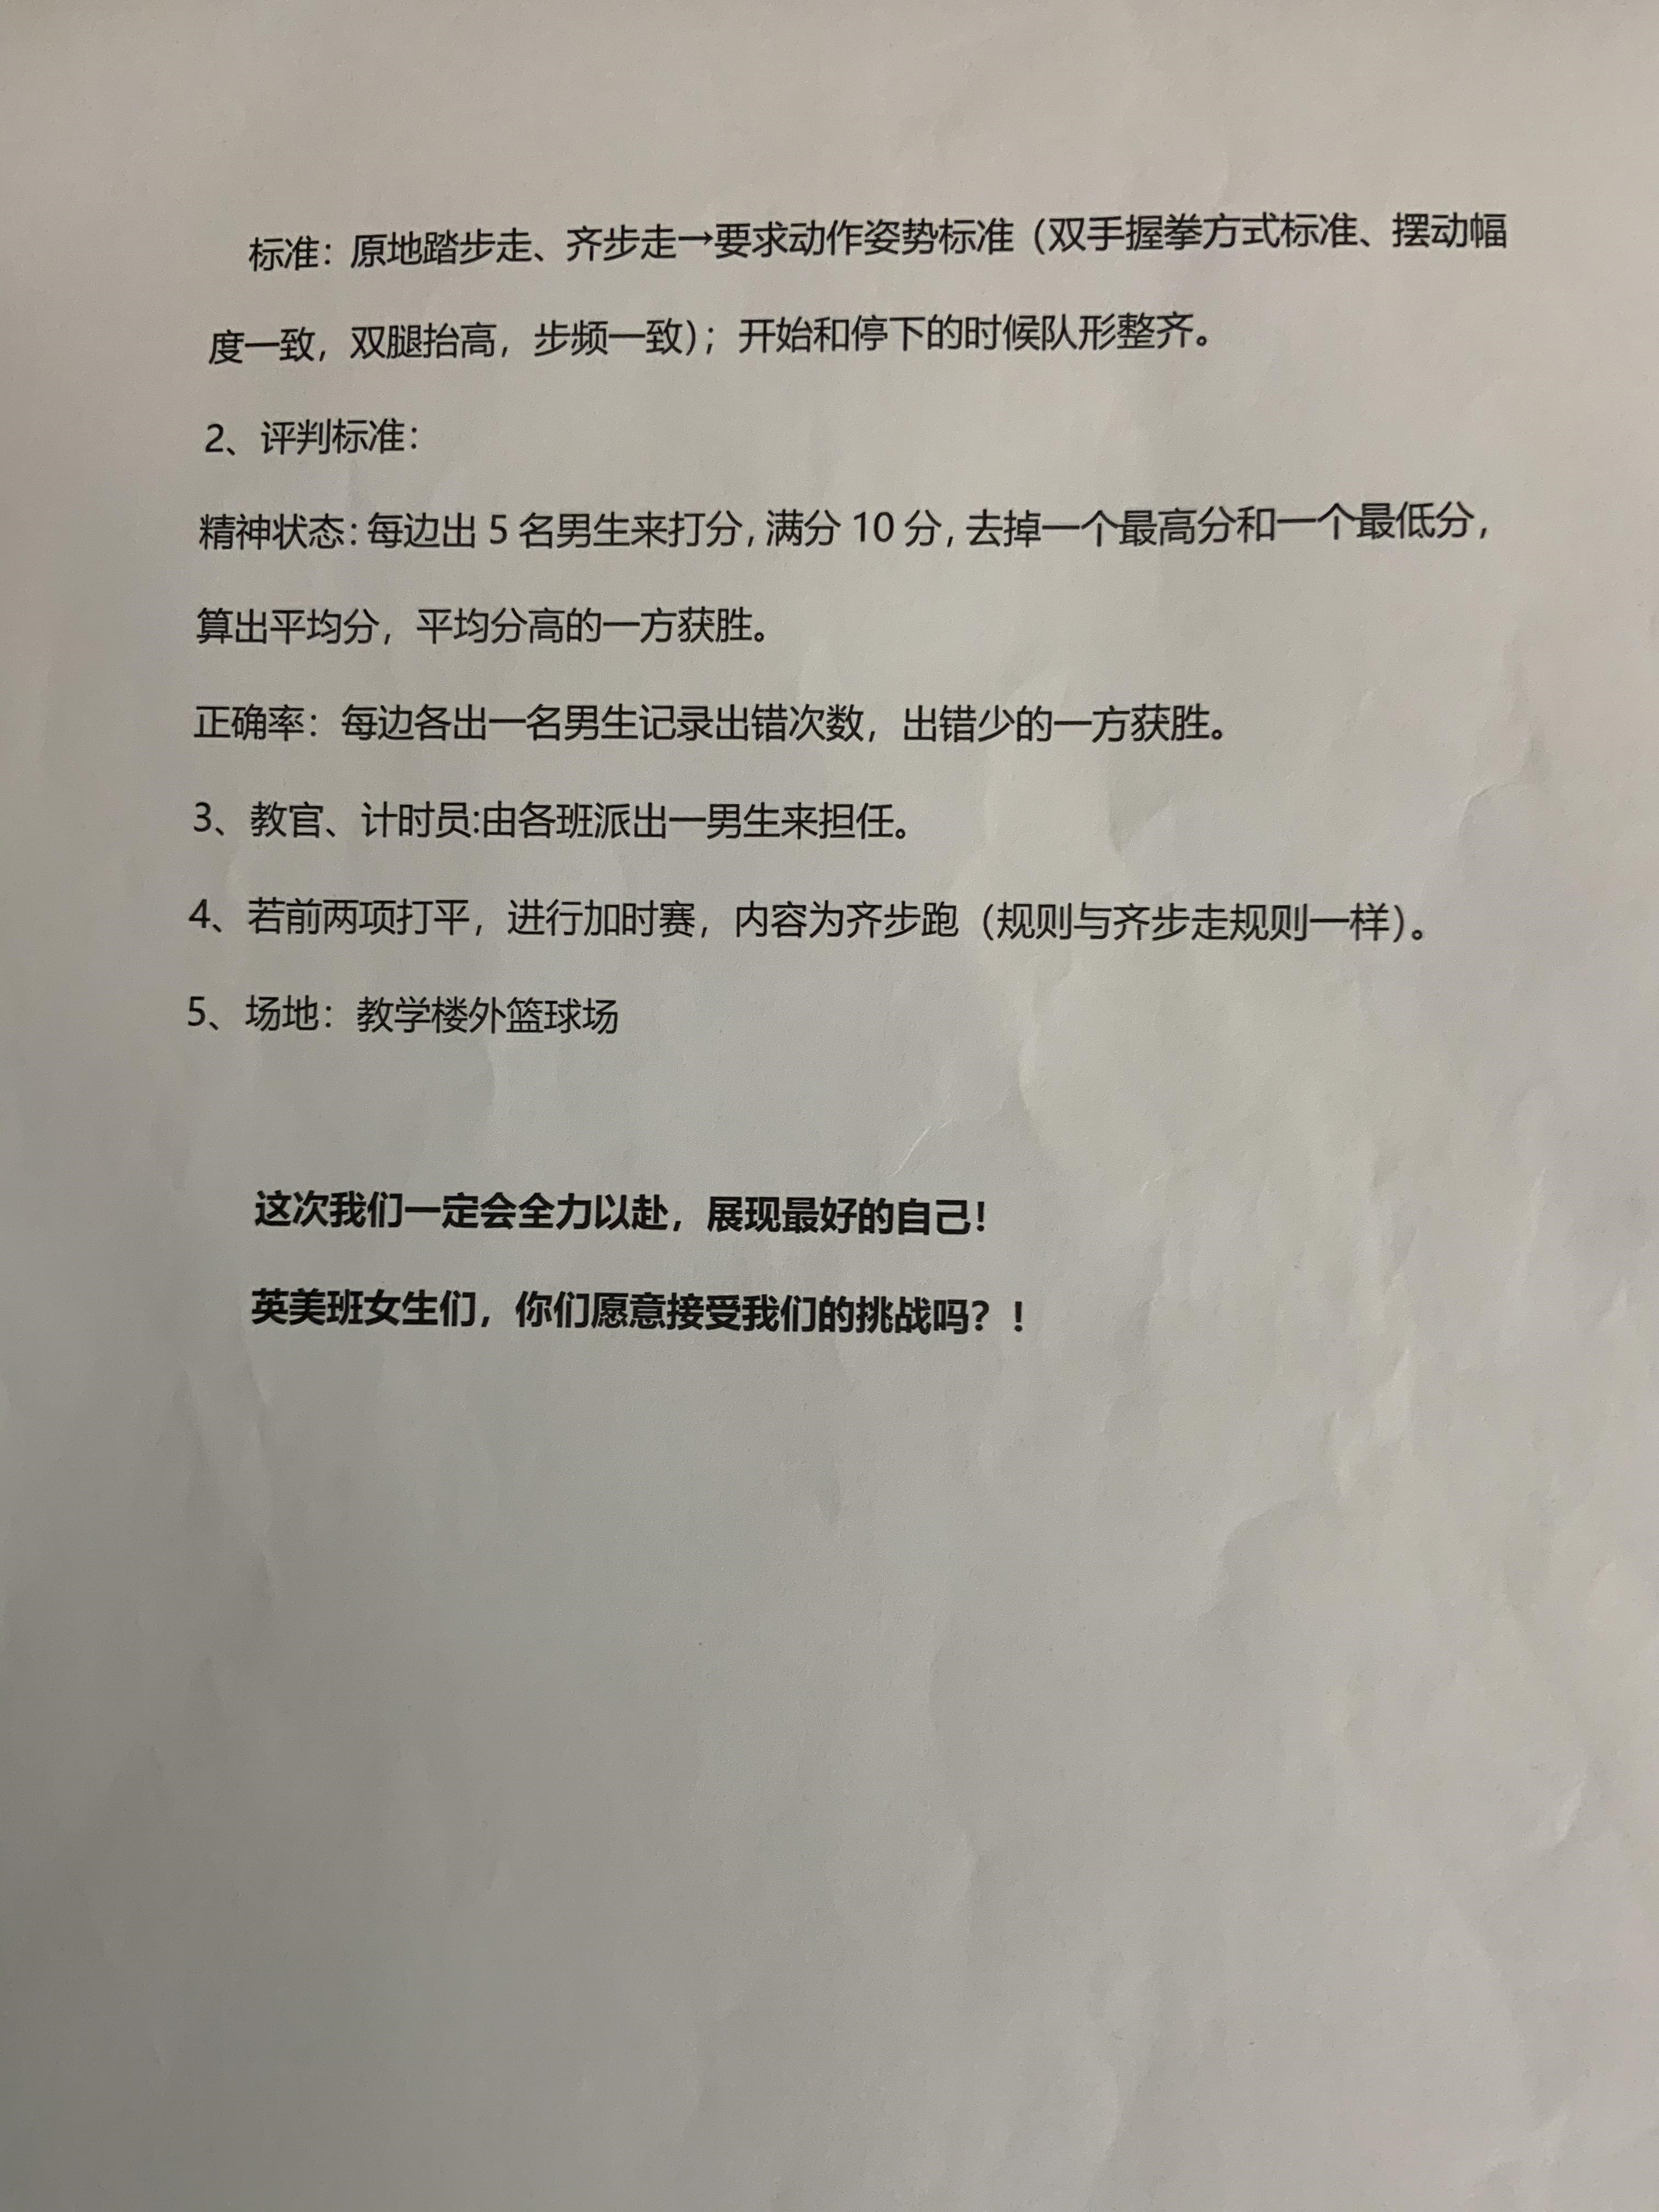 标准：原地踏步走、齐步走→要求动作姿势标准（双手握拳方式标准、摆动幅
度一致，双腿抬高，步频一致）；开始和停下的时候队形整齐。
2、评判标准：
精神状态：每边出 5 名男生来打分，满分 10 分，去掉一个最高分和一个最低分，
算出平均分，平均分高的一方获胜。
正确率：每边各出一名男生记录出错次数，出错少的一方获胜。
3、教官、计时员:由各班派出一男生来担任。
4、若前两项打平，进行加时赛，内容为齐步跑（规则与齐步走规则一样）。
5、场地：教学楼外篮球场
这次我们一定会全力以赴，展现最好的自己！
英美班女生们，你们愿意接受我们的挑战吗？！